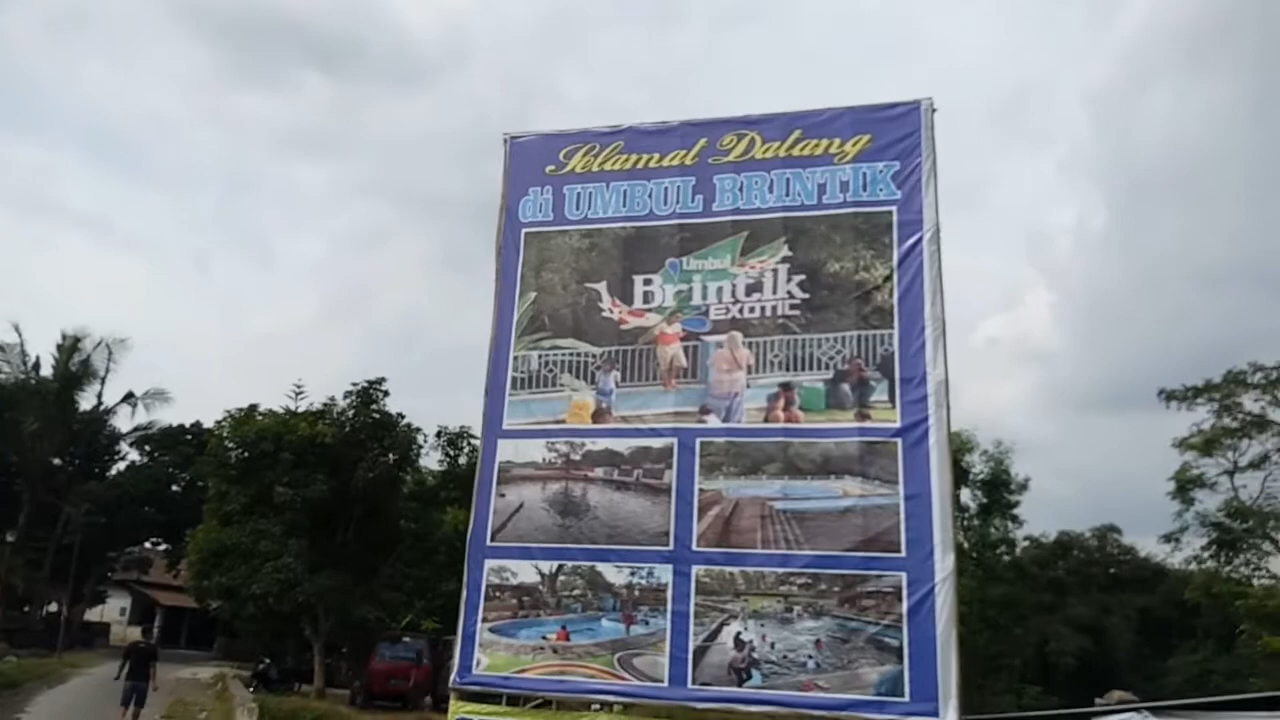 Selamat Datang
di UMBUL BRINTIK
Umbul
Brintik
EXOTIC